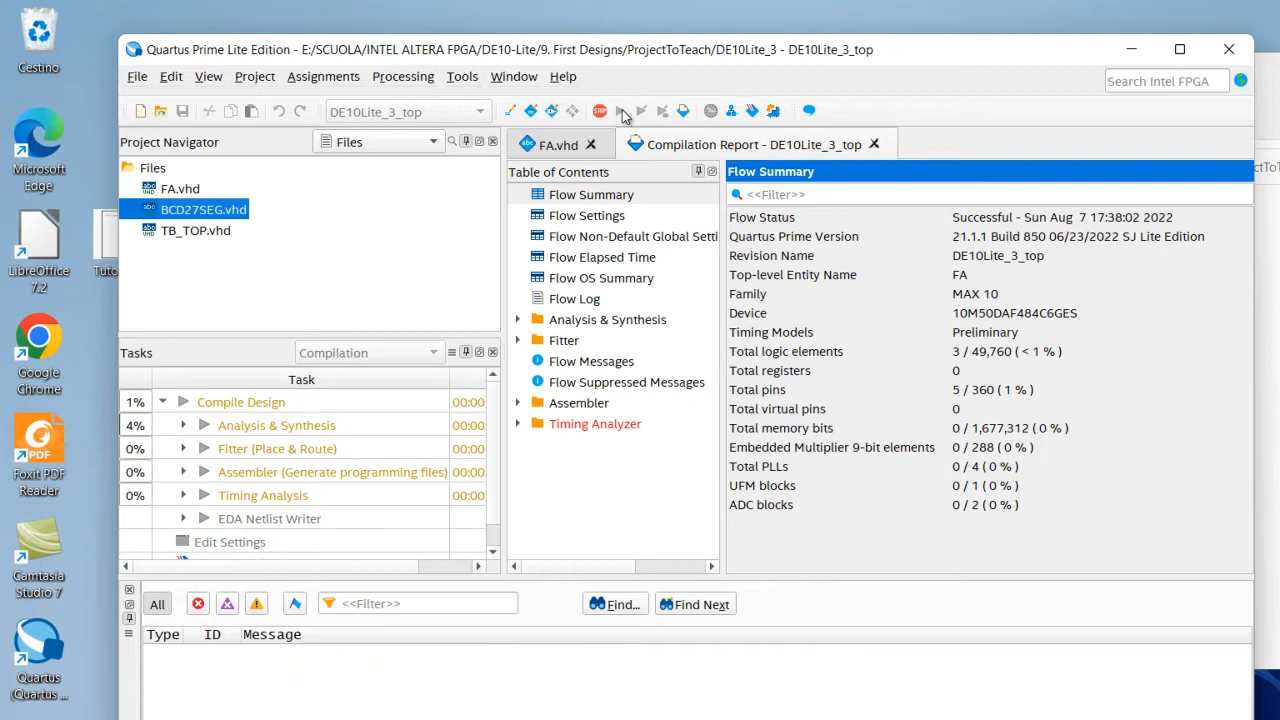 Cestino
Microsoft
Edge
LibreOffice
7.2
Google
Chrome
PDF
Foxit PDF
Reader
Camtasia
Studio 7
Quartus
(Quartus ...
Quartus Prime Lite Edition - E:/SCUOLA/INTEL ALTERA FPGA/DE10-Lite/9. First Designs/ProjectToTeach/DE10Lite_3 - DE10Lite_3_top
File Edit View Project Assignments Processing Tools Window Help
Search Intel FPGA
DE10Lite_3_top
STOP
Project Navigator
Files
Files
FA.vhd
BCD27SEG.vhd
TB_TOP.vhd
Tasks
Compilation
Task
1% Compile Design 00:00
4% Analysis & Synthesis 00:00
0% Fitter (Place & Route) 00:00
0% Assembler (Generate programming files) 00:00
0% Timing Analysis 00:00
EDA Netlist Writer
Edit Settings
FA.vhd
Compilation Report - DE10Lite_3_top
Table of Contents
Flow Summary
Flow Settings
Flow Non-Default Global Setti
Flow Elapsed Time
Flow OS Summary
Flow Log
Analysis & Synthesis
Fitter
Flow Messages
Flow Suppressed Messages
Assembler
Timing Analyzer
Flow Summary
<<Filter>>
Flow Status Successful - Sun Aug 7 17:38:02 2022
Quartus Prime Version 21.1.1 Build 850 06/23/2022 SJ Lite Edition
Revision Name DE10Lite_3_top
Top-level Entity Name FA
Family MAX 10
Device 10M50DAF484C6GES
Timing Models Preliminary
Total logic elements 3 / 49,760 ( < 1 % )
Total registers 0
Total pins 5 / 360 ( 1 % )
Total virtual pins 0
Total memory bits 0 / 1,677,312 ( 0 % )
Embedded Multiplier 9-bit elements 0 / 288 ( 0 % )
Total PLLs 0 / 4 ( 0 % )
UFM blocks 0 / 1 ( 0 % )
ADC blocks 0 / 2 ( 0 % )
All
<<Filter>>
Find...
Find Next
Type ID Message